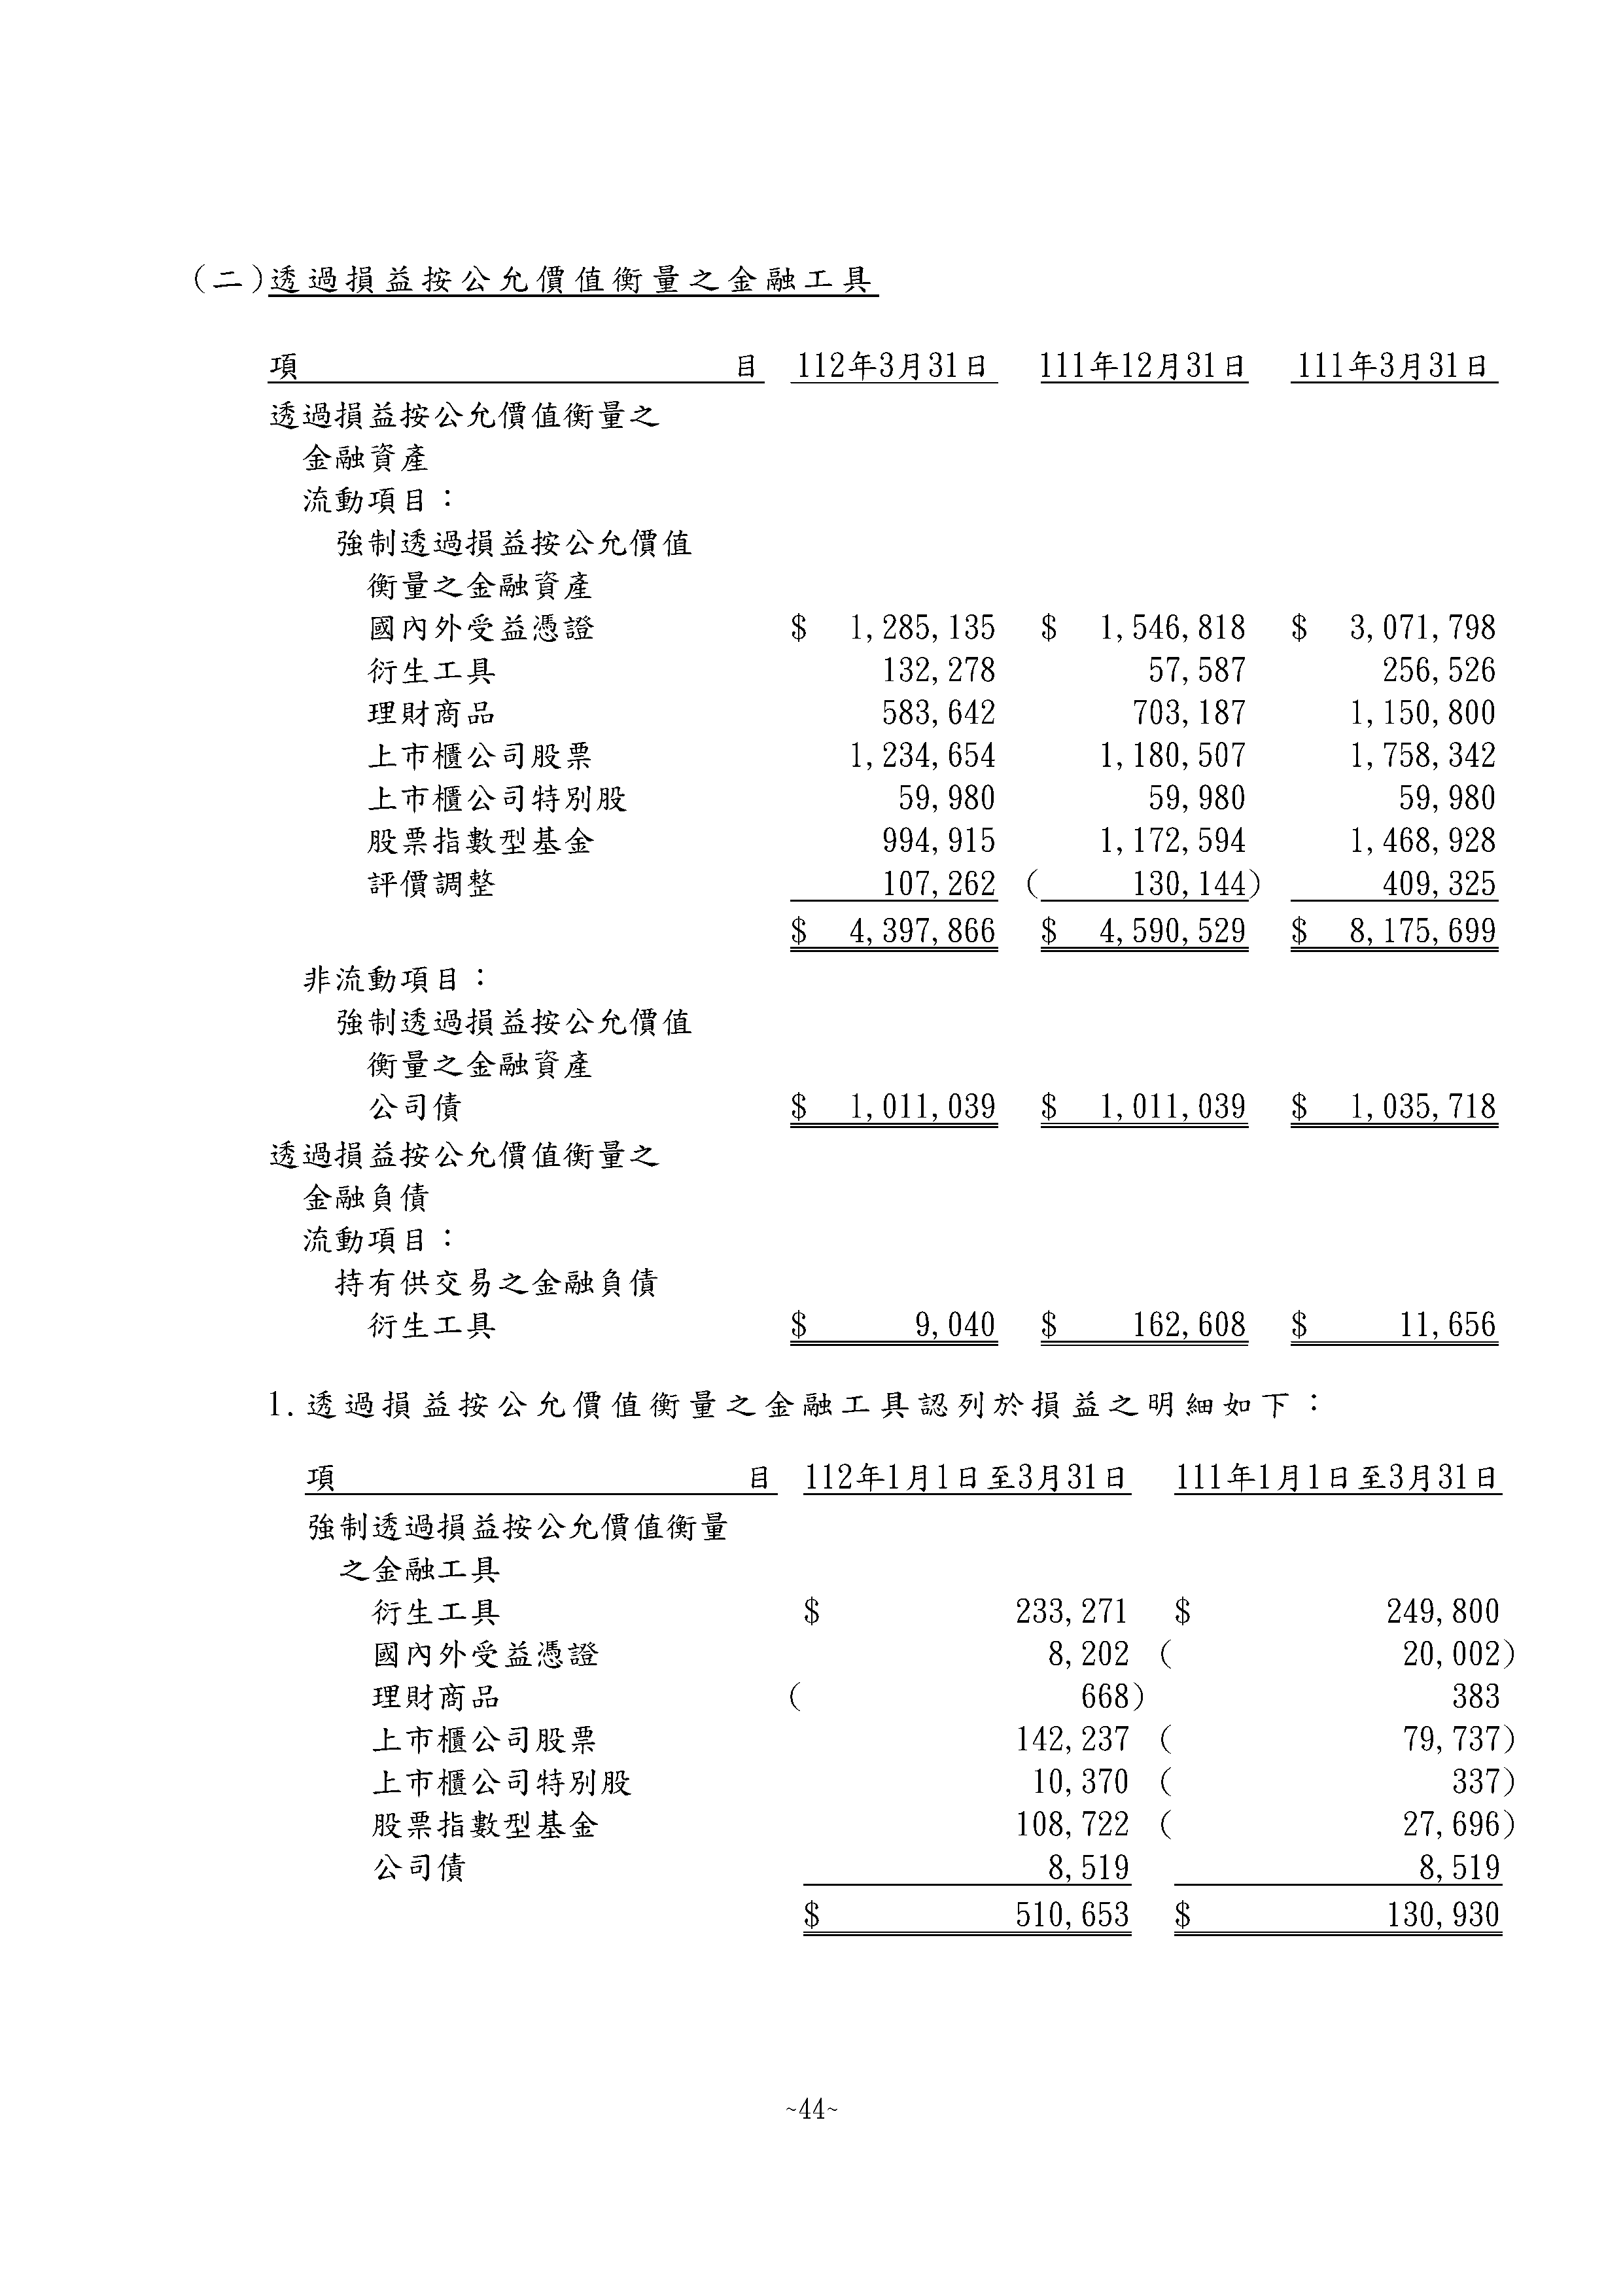 (二)透過損益按公允價值衡量之金融工具
項 目 112年3月31日 111年12月31日 111年3月31日
透過損益按公允價值衡量之
金融資產
流動項目：
強制透過損益按公允價值
衡量之金融資產
國內外受益憑證 $ 1,285,135 $ 1,546,818 $ 3,071,798
衍生工具 132,278 57,587 256,526
理財商品 583,642 703,187 1,150,800
上市櫃公司股票 1,234,654 1,180,507 1,758,342
上市櫃公司特別股 59,980 59,980 59,980
股票指數型基金 994,915 1,172,594 1,468,928
評價調整 107,262 ( 130,144) 409,325
$ 4,397,866 $ 4,590,529 $ 8,175,699
非流動項目：
強制透過損益按公允價值
衡量之金融資產
公司債 $ 1,011,039 $ 1,011,039 $ 1,035,718
透過損益按公允價值衡量之
金融負債
流動項目：
持有供交易之金融負債
衍生工具 $ 9,040 $ 162,608 $ 11,656
1.透過損益按公允價值衡量之金融工具認列於損益之明細如下：
項 目 112年1月1日至3月31日 111年1月1日至3月31日
強制透過損益按公允價值衡量
之金融工具
衍生工具 $ 233,271 $ 249,800
國內外受益憑證 8,202 ( 20,002)
理財商品 ( 668) 383
上市櫃公司股票 142,237 ( 79,737)
上市櫃公司特別股 10,370 ( 337)
股票指數型基金 108,722 ( 27,696)
公司債 8,519 8,519
$ 510,653 $ 130,930
~44~